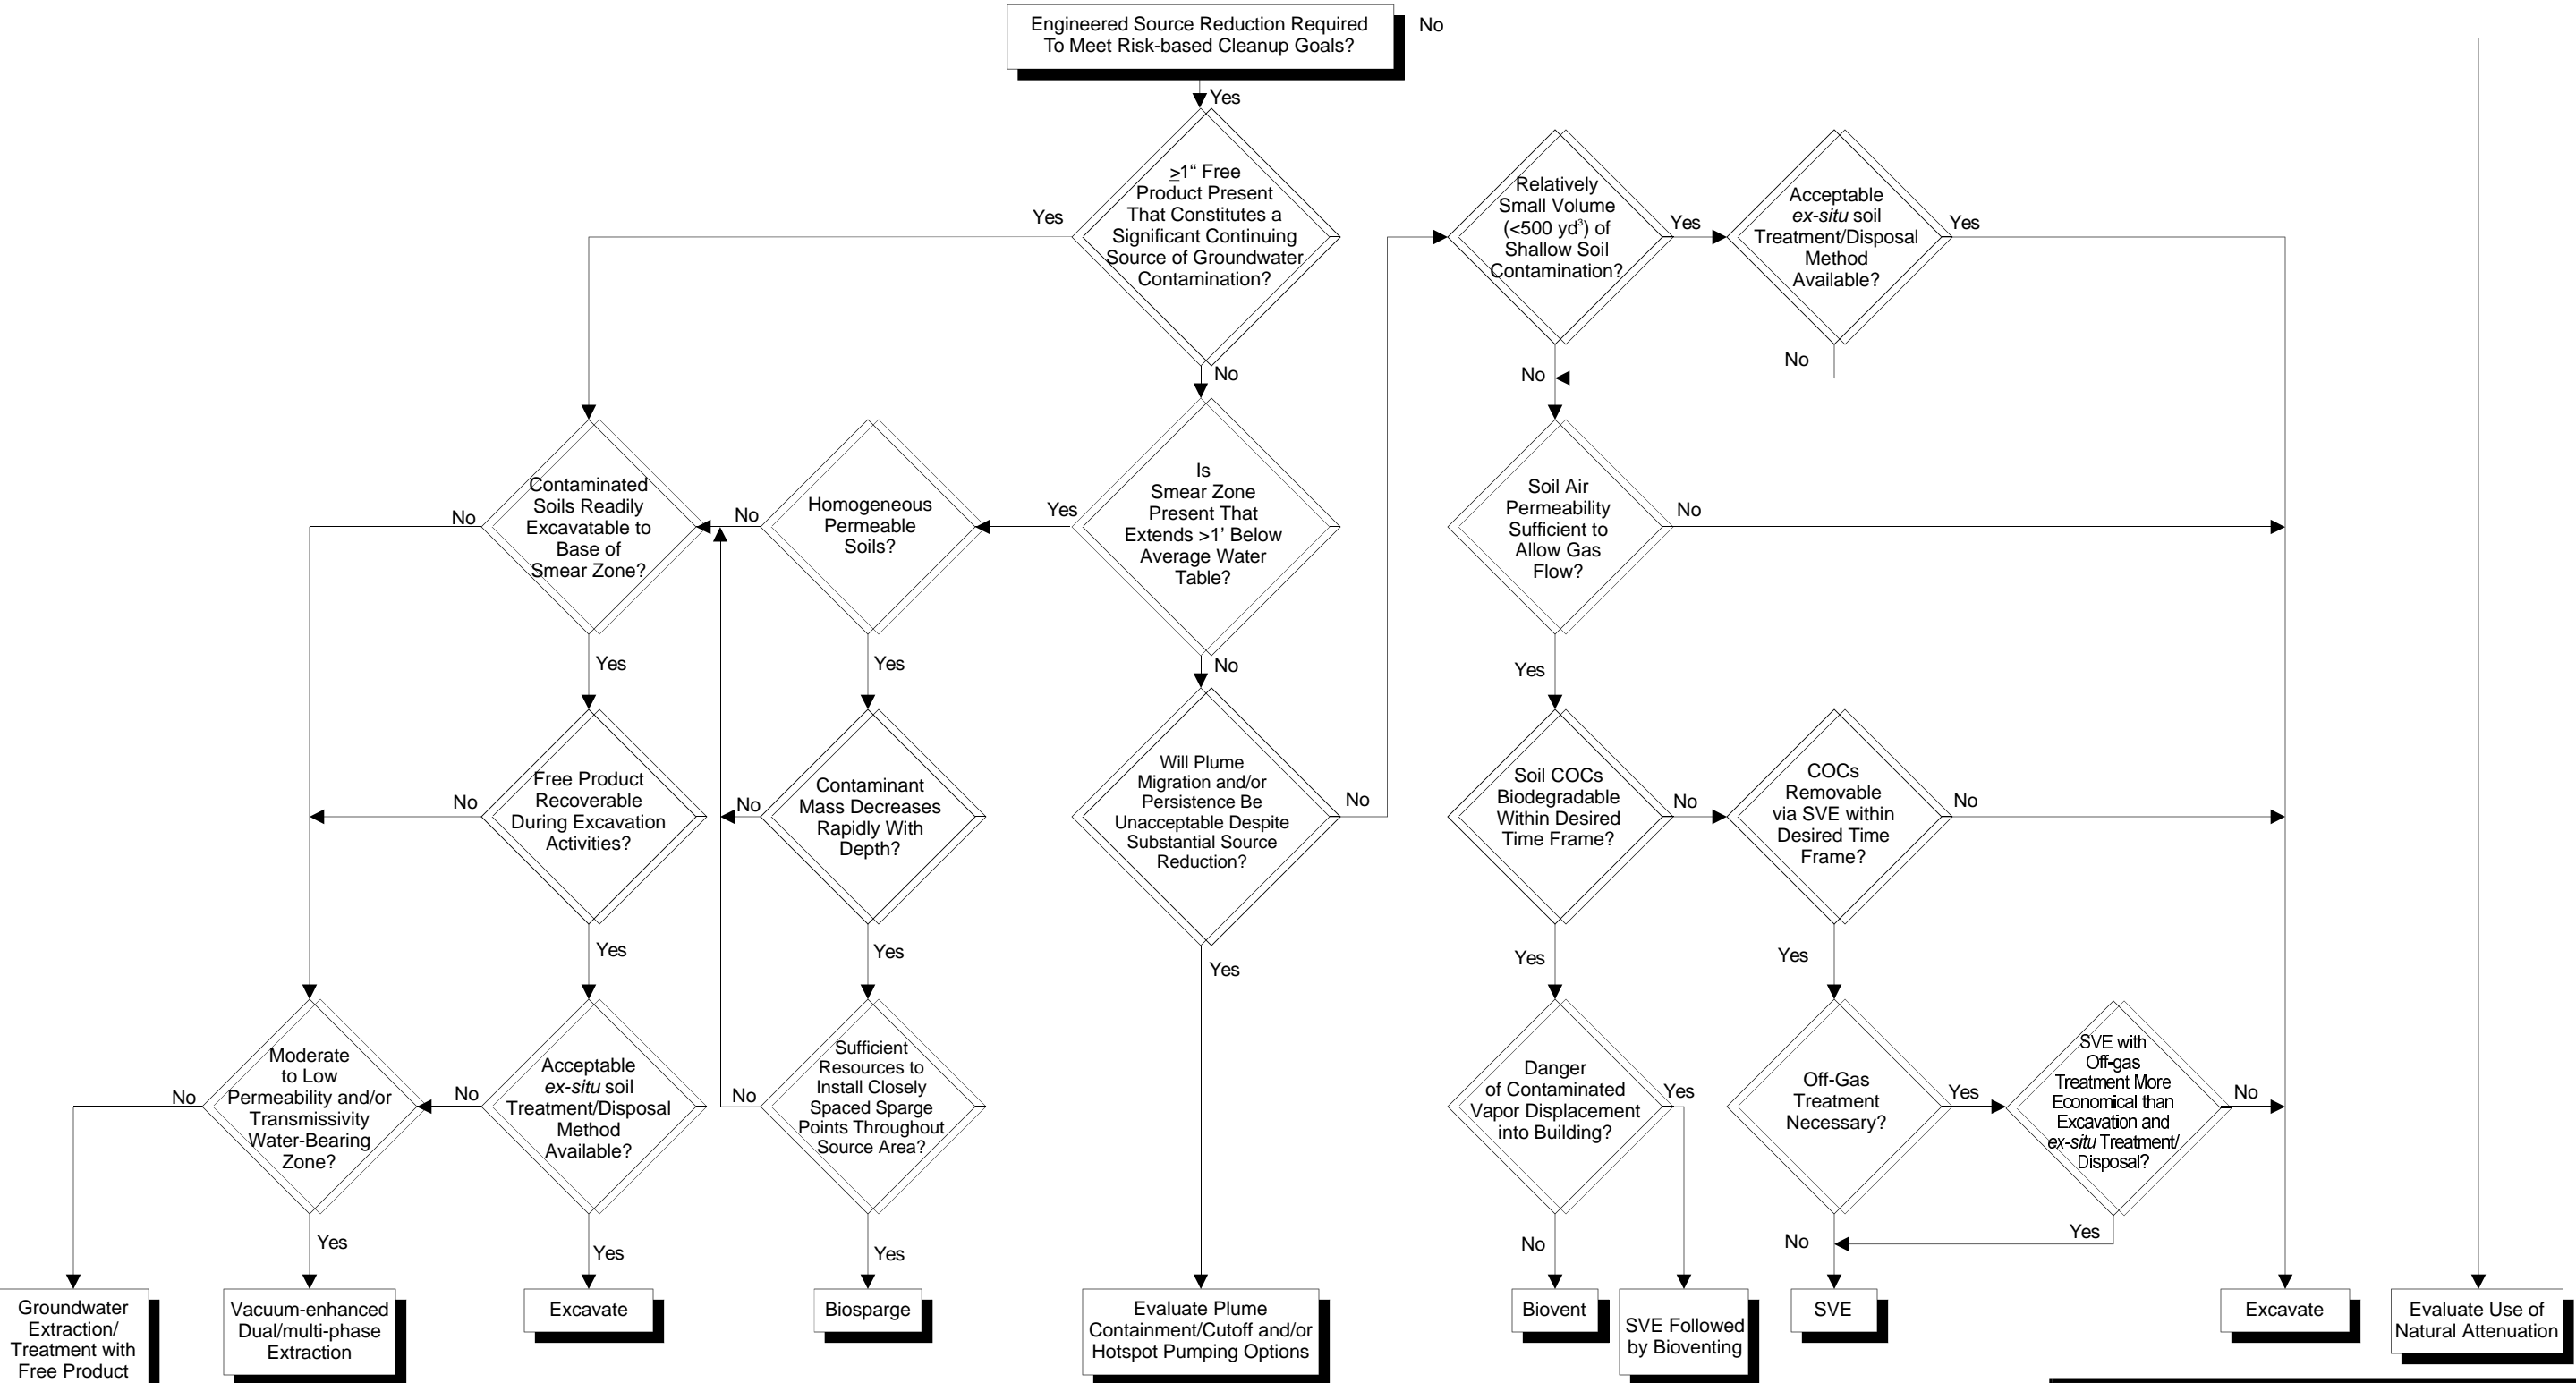 Engineered Source Reduction Required
To Meet Risk-based Cleanup Goals?
No
Yes
≥1“ Free
Product Present
That Constitutes a
Significant Continuing
Source of Groundwater
Contamination?
Yes
No
Relatively
Small Volume
(<500 yd³) of
Shallow Soil
Contamination?
Yes
No
Acceptable
ex-situ soil
Treatment/Disposal
Method
Available?
Yes
No
Contaminated
Soils Readily
Excavatable to
Base of
Smear Zone?
No
Yes
Homogeneous
Permeable
Soils?
No
Yes
Is
Smear Zone
Present That
Extends >1’ Below
Average Water
Table?
Yes
No
Soil Air
Permeability
Sufficient to
Allow Gas
Flow?
No
Yes
Free Product
Recoverable
During Excavation
Activities?
No
Yes
Contaminant
Mass Decreases
Rapidly With
Depth?
No
Yes
Will Plume
Migration and/or
Persistence Be
Unacceptable Despite
Substantial Source
Reduction?
No
Yes
Soil COCs
Biodegradable
Within Desired
Time Frame?
No
Yes
COCs
Removable
via SVE within
Desired Time
Frame?
No
Yes
Moderate
to Low
Permeability and/or
Transmissivity
Water-Bearing
Zone?
No
Yes
Acceptable
ex-situ soil
Treatment/Disposal
Method
Available?
No
Yes
Sufficient
Resources to
Install Closely
Spaced Sparge
Points Throughout
Source Area?
No
Yes
Danger
of Contaminated
Vapor Displacement
into Building?
Yes
No
Off-Gas
Treatment
Necessary?
Yes
No
SVE with
Off-gas
Treatment More
Economical than
Excavation and
ex-situ Treatment/
Disposal?
No
Yes
Groundwater
Extraction/
Treatment with
Free Product
Vacuum-enhanced
Dual/multi-phase
Extraction
Excavate
Biosparge
Evaluate Plume
Containment/Cutoff and/or
Hotspot Pumping Options
Biovent
SVE Followed
by Bioventing
SVE
Excavate
Evaluate Use of
Natural Attenuation